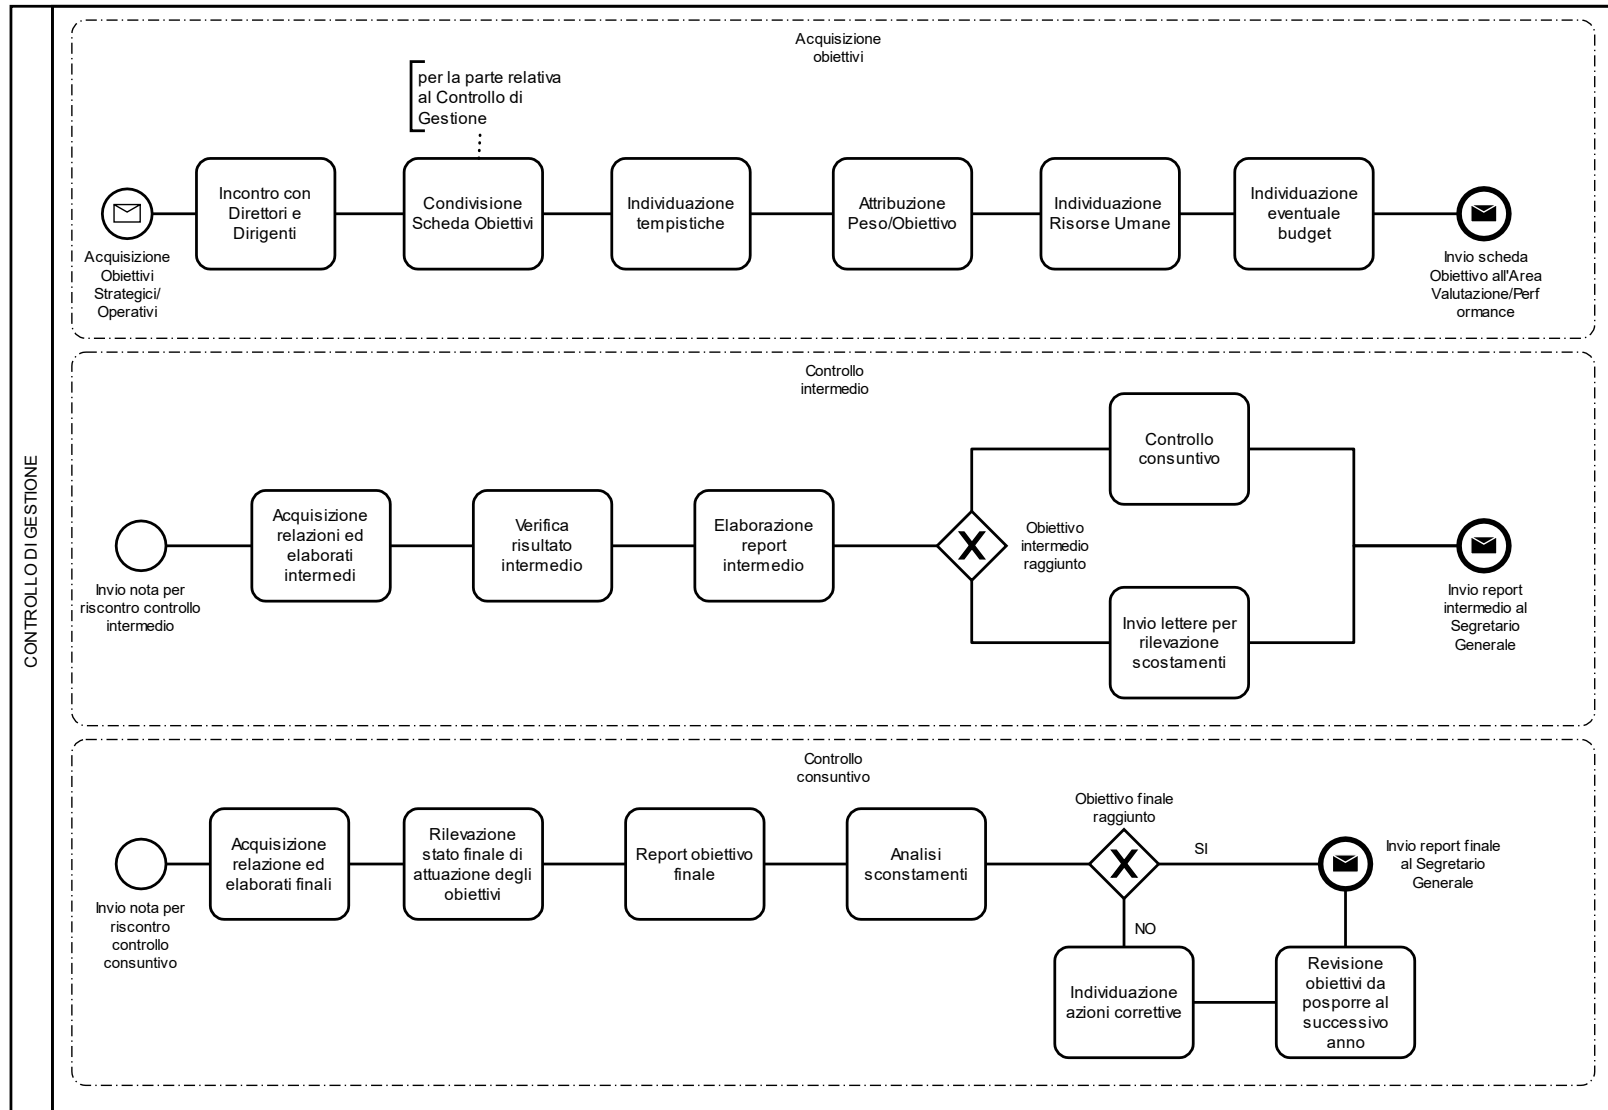 CONTROLLO DI GESTIONE
Acquisizione
obiettivi
per la parte relativa
al Controllo di
Gestione
Acquisizione
Obiettivi
Strategici/
Operativi
Incontro con
Direttori e
Dirigenti
Condivisione
Scheda Obiettivi
Individuazione
tempistiche
Attribuzione
Peso/Obiettivo
Individuazione
Risorse Umane
Individuazione
eventuale
budget
Invio scheda
Obiettivo all'Area
Valutazione/Perf
ormance
Controllo
intermedio
Invio nota per
riscontro controllo
intermedio
Acquisizione
relazioni ed
elaborati
intermedi
Verifica
risultato
intermedio
Elaborazione
report
intermedio
X
Obiettivo
intermedio
raggiunto
Controllo
consuntivo
Invio lettere per
rilevazione
scostamenti
Invio report
intermedio al
Segretario
Generale
Controllo
consuntivo
Invio nota per
riscontro
controllo
consuntivo
Acquisizione
relazione ed
elaborati finali
Rilevazione
stato finale di
attuazione degli
obiettivi
Report obiettivo
finale
Analisi
sconstamenti
Obiettivo finale
raggiunto
X
SI
NO
Individuazione
azioni correttive
Revisione
obiettivi da
posporre al
successivo
anno
Invio report finale
al Segretario
Generale